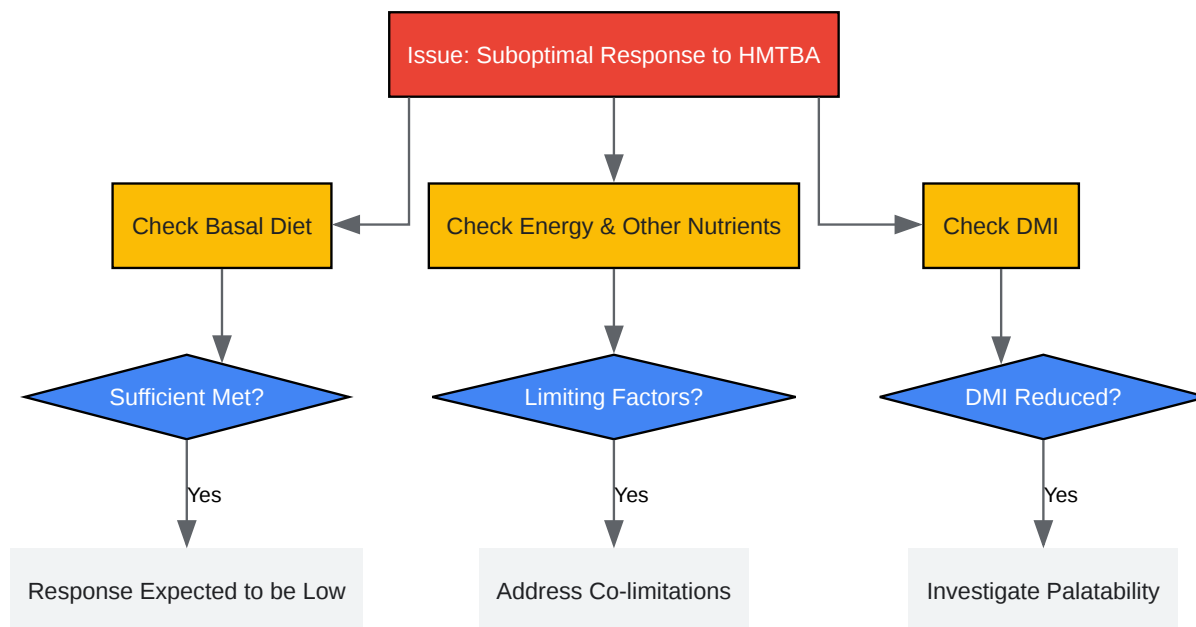 Issue: Suboptimal Response to HMTBA
Check Basal Diet
Check Energy & Other Nutrients
Check DMI
Sufficient Met?
Limiting Factors?
DMI Reduced?
Yes
Yes
Yes
Response Expected to be Low
Address Co-limitations
Investigate Palatability